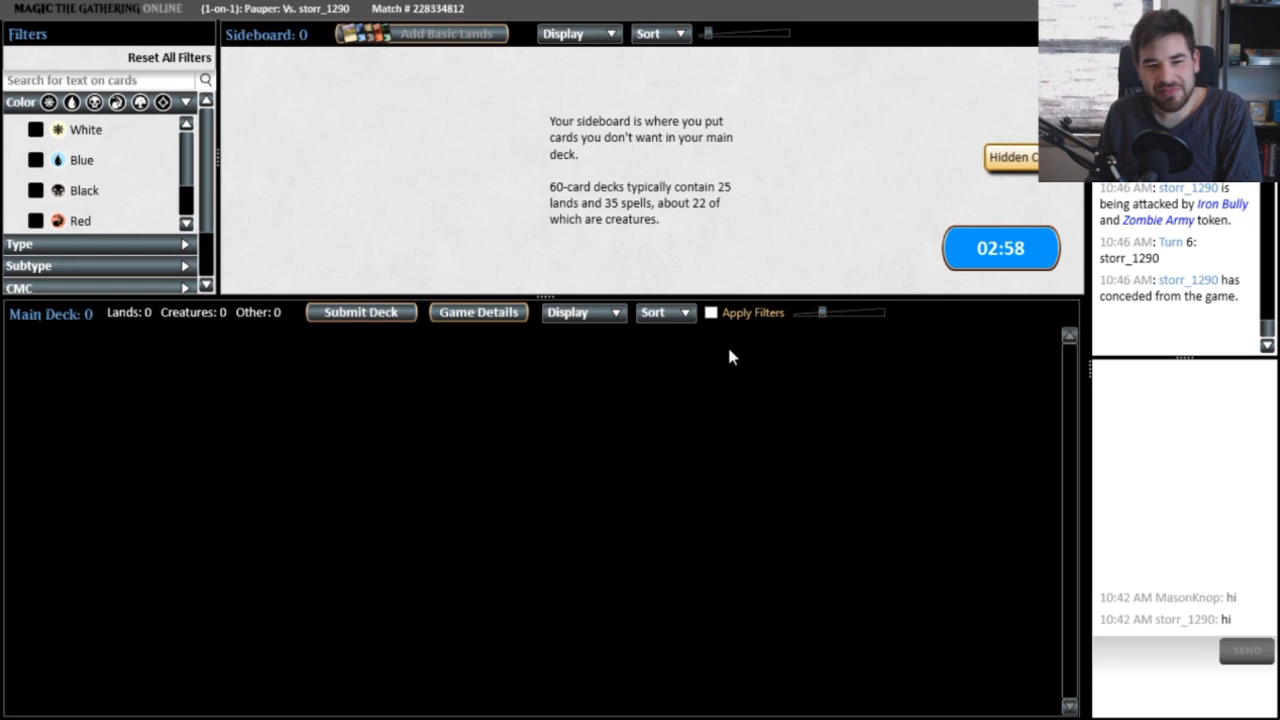 MAGIC THE GATHERING ONLINE (1-on-1): Pauper: Vs. storr_1290 Match # 228334812
Filters
Reset All Filters
Search for text on cards
Color
White
Blue
Black
Red
Type
Subtype
CMC
Sideboard: 0 Add Basic Lands Display Sort
Your sideboard is where you put
cards you don't want in your main
deck.
60-card decks typically contain 25
lands and 35 spells, about 22 of
which are creatures.
Hidden C
02:58
Main Deck: 0 Lands: 0 Creatures: 0 Other: 0 Submit Deck Game Details Display Sort Apply Filters
10:46 AM: storr_1290 is
being attacked by Iron Bully
and Zombie Army token.
10:46 AM: Turn 6:
storr_1290
10:46 AM: storr_1290 has
conceded from the game.
10:42 AM MasonKnop: hi
10:42 AM storr_1290: hi
SEND